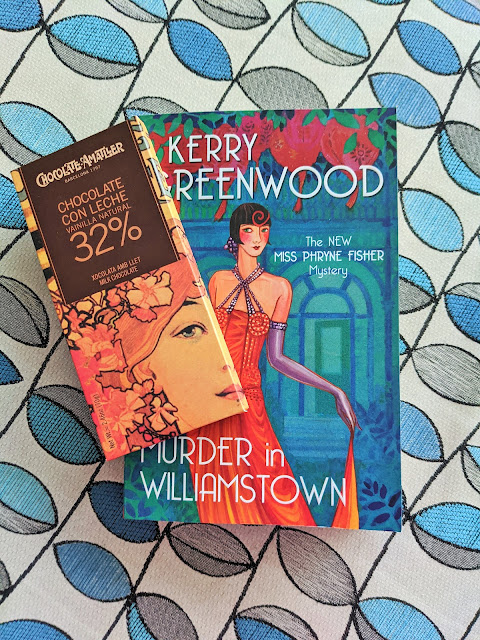 CHOCOLATE AMATLLER
BARCELONA 1797
CHOCOLATE
CON LECHE
VAINILLA NATURAL
32%
XOCOLATA AMB LLET
MILK CHOCOLATE
KERRY
GREENWOOD
The NEW
MISS PHRYNE FISHER
Mystery
MURDER in
WILLIAMSTOWN